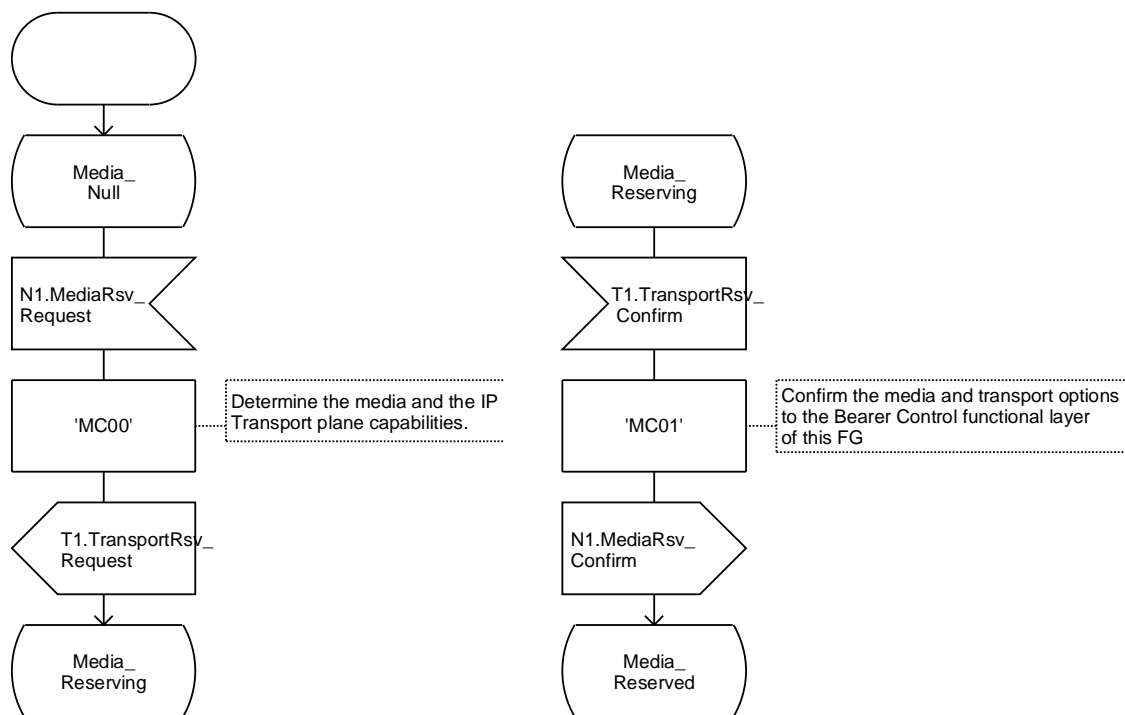 Media_
Null
N1.MediaRsv_
Request
'MC00'
Determine the media and the IP
Transport plane capabilities.
T1.TransportRsv_
Request
Media_
Reserving
Media_
Reserving
T1.TransportRsv_
Confirm
'MC01'
Confirm the media and transport options
to the Bearer Control functional layer
of this FG
N1.MediaRsv_
Confirm
Media_
Reserved